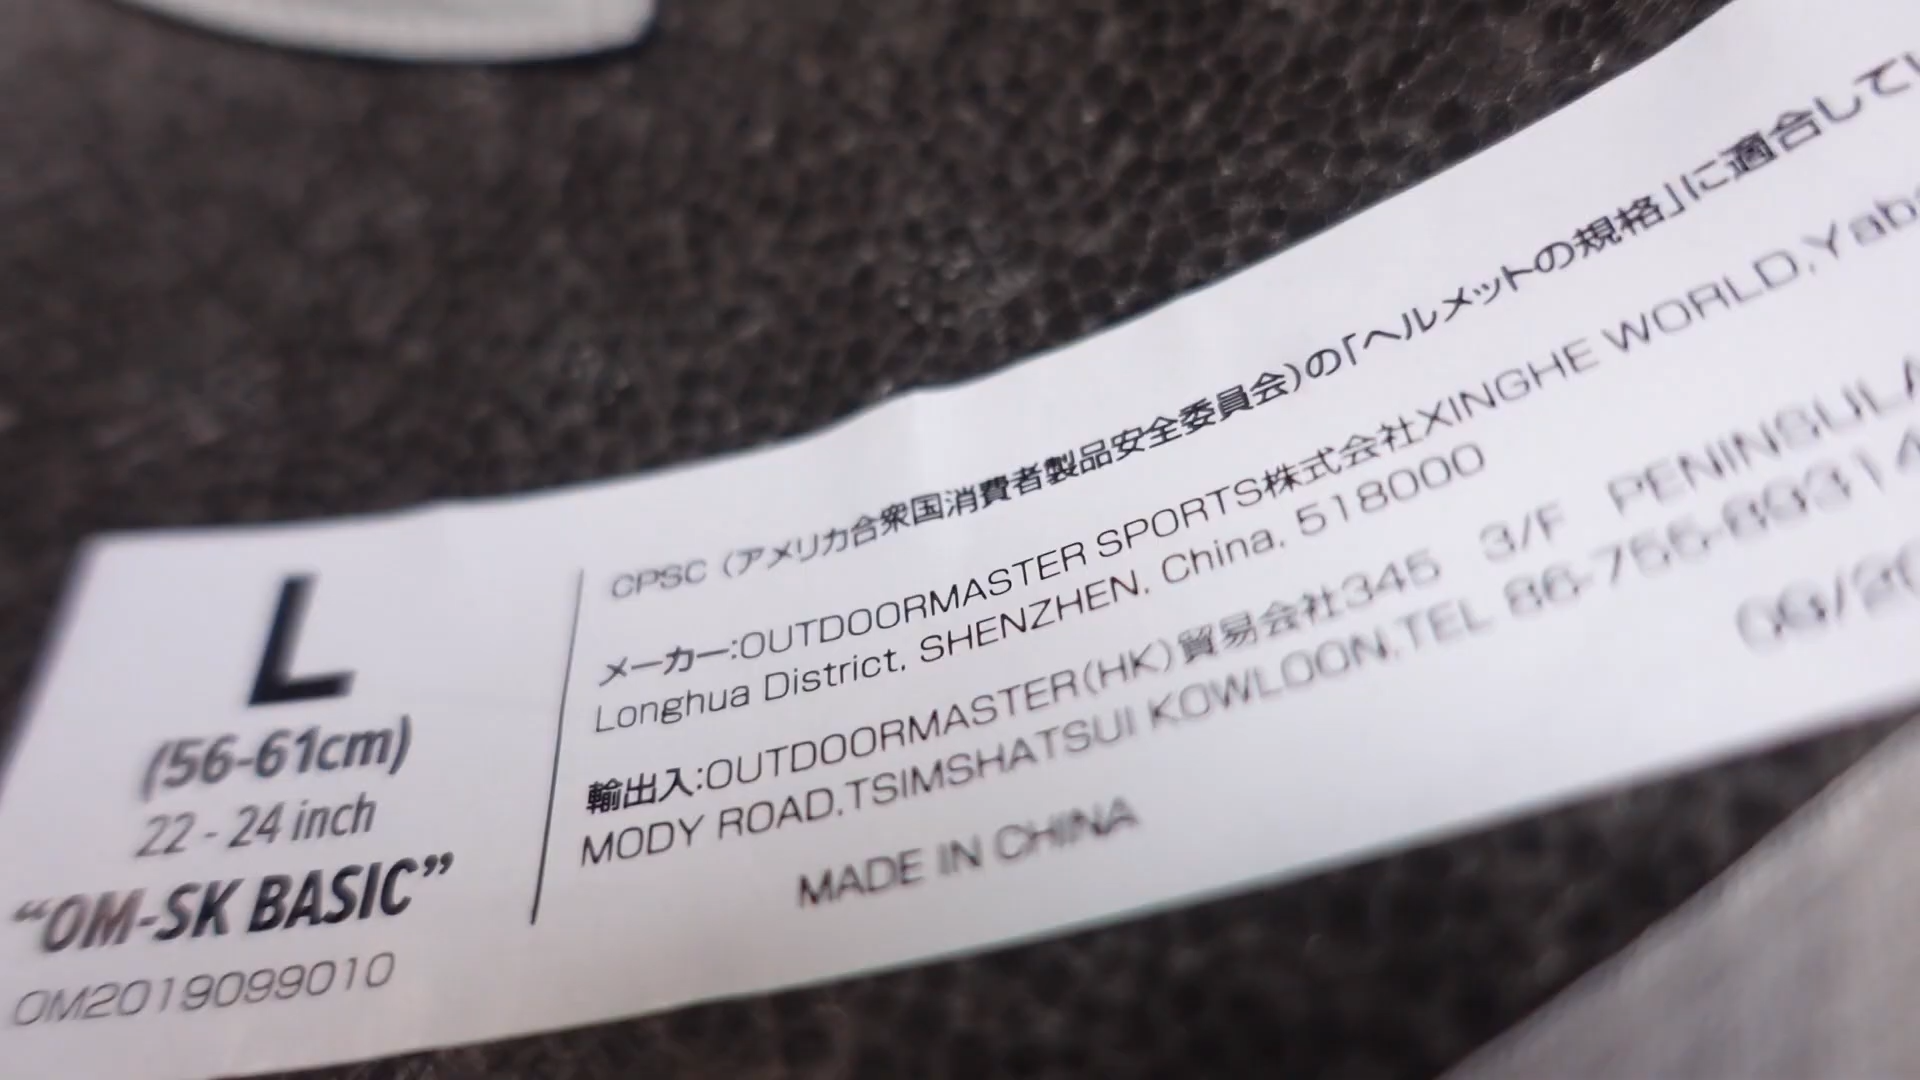 L
(56-61cm)
22 - 24 inch
“OM-SK BASIC”
OM2019099010
CPSC（アメリカ合衆国消費者製品安全委員会）の「ヘルメットの規格」に適合して
メーカー:OUTDOORMASTER SPORTS株式会社XINGHE WORLD,
Longhua District, SHENZHEN, China, 518000
輸出入:OUTDOORMASTER(HK)貿易会社345 3/F PENINSULA
MODY ROAD,TSIMSHATSUI KOWLOON,TEL 86-755-8931
MADE IN CHINA